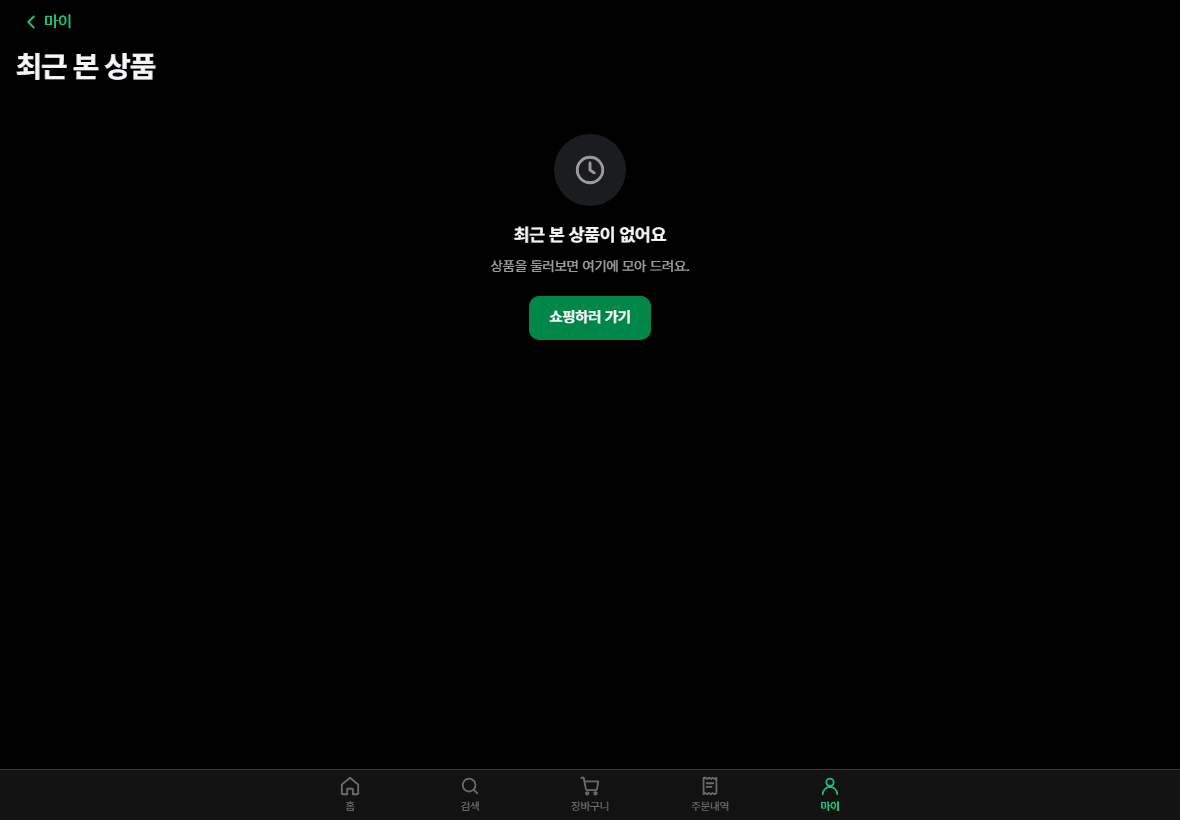 마이
최근 본 상품
최근 본 상품이 없어요
상품을 둘러보면 여기에 모아 드려요.
쇼핑하러 가기
홈
검색
장바구니
주문내역
마이